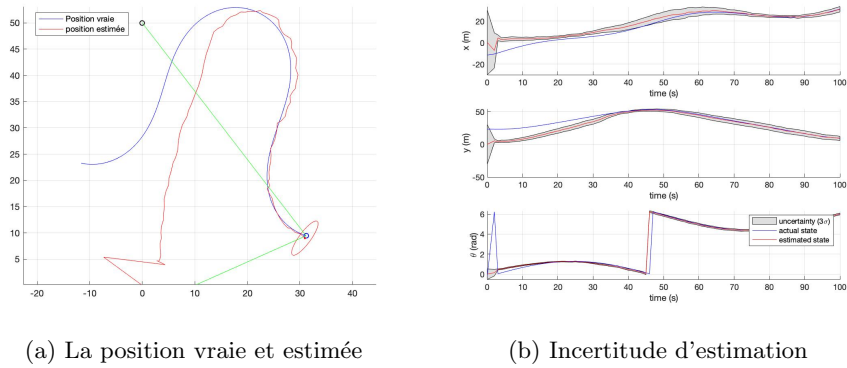 Position vraie
position estimée
50
45
40
35
30
25
20
15
10
5
-20 -10 0 10 20 30 40
(a) La position vraie et estimée
x (m)
20
0
-20
0 10 20 30 40 50 60 70 80 90 100
time (s)
y (m)
50
0
-50
0 10 20 30 40 50 60 70 80 90 100
time (s)
θ (rad)
6
4
2
0
uncertainty (3σ)
actual state
estimated state
0 10 20 30 40 50 60 70 80 90 100
time (s)
(b) Incertitude d'estimation